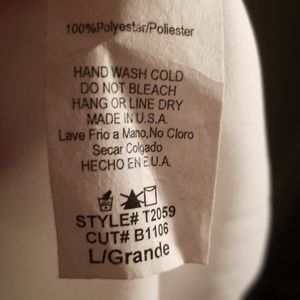 100%Polyester/Poliester
HAND WASH COLD
DO NOT BLEACH
HANG OR LINE DRY
MADE IN U.S.A.
Lave Frio a Mano,No Cloro
Secar Colgado
HECHO EN E.U.A.
STYLE# T2059
CUT# B1106
L/Grande